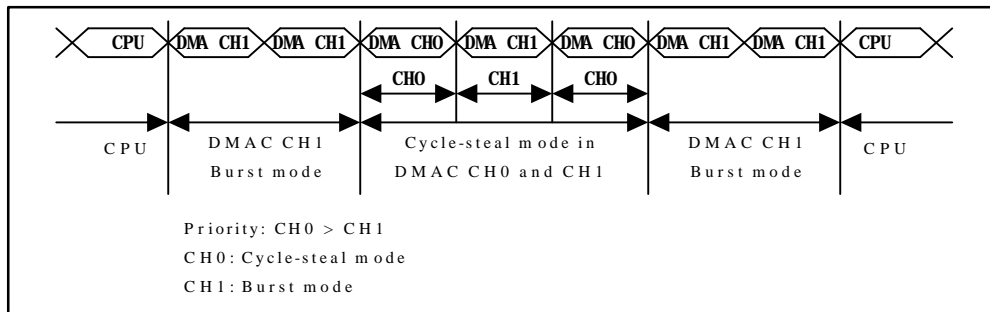 CPU DMA CH1 DMA CH1 DMA CH0 DMA CH1 DMA CH0 DMA CH1 DMA CH1 CPU
CH0 CH1 CH0
CPU DMAC CH1 Cycle-steal mode in DMAC CH1 CPU
Burst mode DMAC CH0 and CH1 Burst mode
Priority: CH0 > CH1
CH0: Cycle-steal mode
CH1: Burst mode